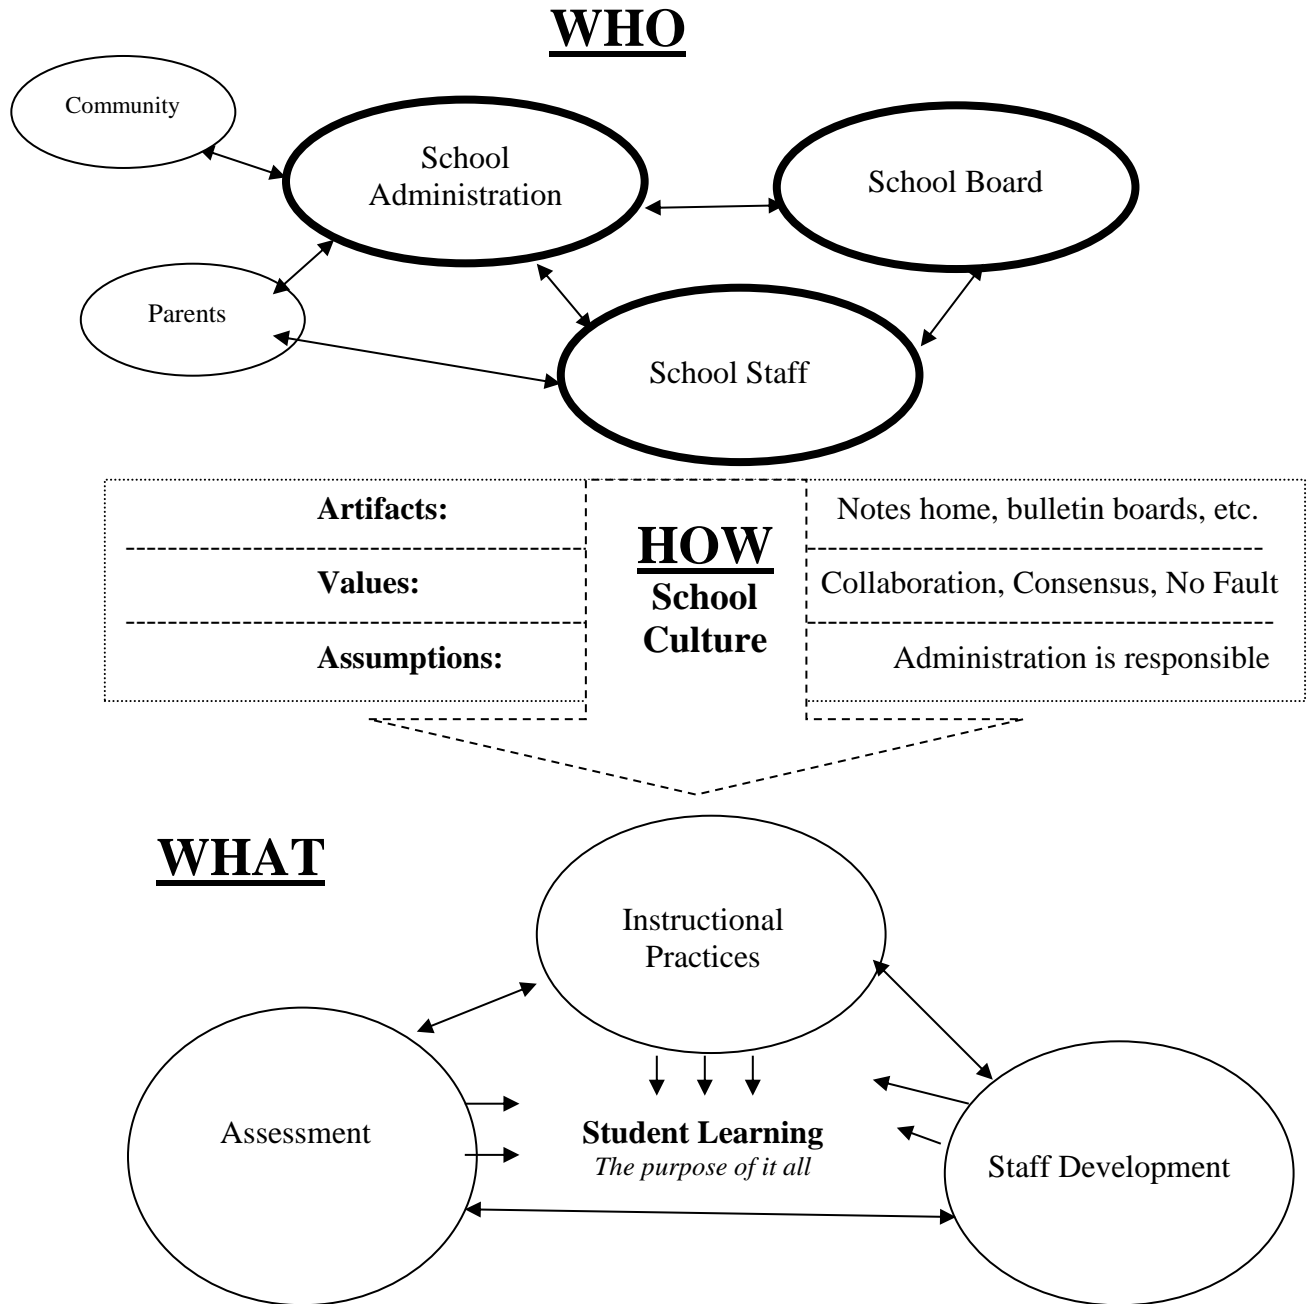 WHO
Community
School
Administration
School Board
Parents
School Staff
Artifacts:
Notes home, bulletin boards, etc.
HOW
Values:
School
Collaboration, Consensus, No Fault
Culture
Assumptions:
Administration is responsible
WHAT
Instructional
Practices
Assessment
Student Learning
The purpose of it all
Staff Development